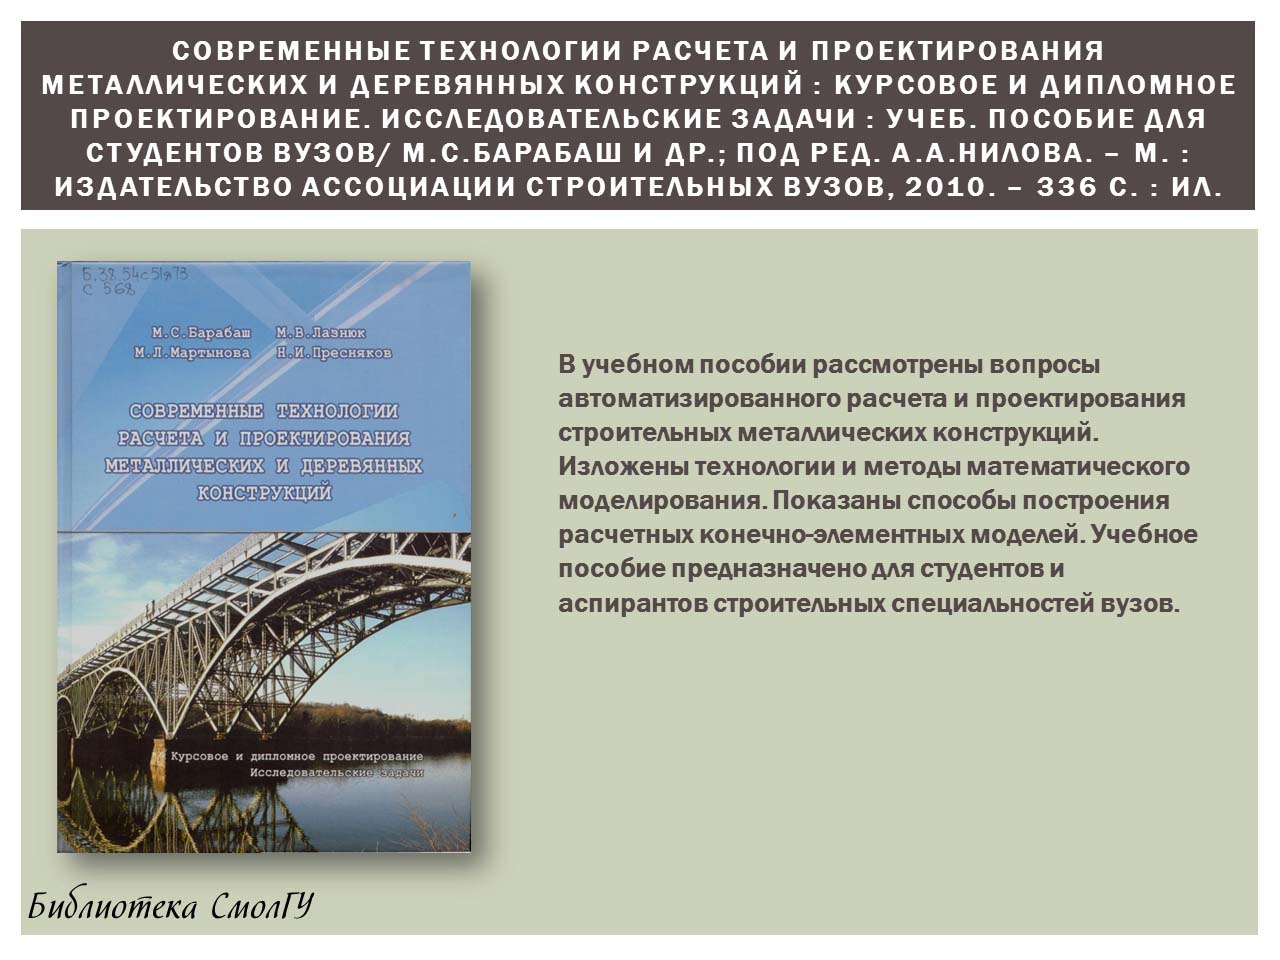 СОВРЕМЕННЫЕ ТЕХНОЛОГИИ РАСЧЕТА И ПРОЕКТИРОВАНИЯ
МЕТАЛЛИЧЕСКИХ И ДЕРЕВЯННЫХ КОНСТРУКЦИЙ : КУРСОВОЕ И ДИПЛОМНОЕ
ПРОЕКТИРОВАНИЕ. ИССЛЕДОВАТЕЛЬСКИЕ ЗАДАЧИ : УЧЕБ. ПОСОБИЕ ДЛЯ
СТУДЕНТОВ ВУЗОВ/ М.С.БАРАБАШ И ДР.; ПОД РЕД. А.А.НИЛОВА. – М. :
ИЗДАТЕЛЬСТВО АССОЦИАЦИИ СТРОИТЕЛЬНЫХ ВУЗОВ, 2010. – 336 С. : ИЛ.
Б.38.54с51я73
С 568
М.С.Барабаш М.В.Лазнюк
М.Л.Мартынова Н.И.Пресняков
СОВРЕМЕННЫЕ ТЕХНОЛОГИИ
РАСЧЕТА И ПРОЕКТИРОВАНИЯ
МЕТАЛЛИЧЕСКИХ И ДЕРЕВЯННЫХ
КОНСТРУКЦИЙ
Курсовое и дипломное проектирование
Исследовательские задачи
В учебном пособии рассмотрены вопросы
автоматизированного расчета и проектирования
строительных металлических конструкций.
Изложены технологии и методы математического
моделирования. Показаны способы построения
расчетных конечно-элементных моделей. Учебное
пособие предназначено для студентов и
аспирантов строительных специальностей вузов.
Библиотека СмолГУ